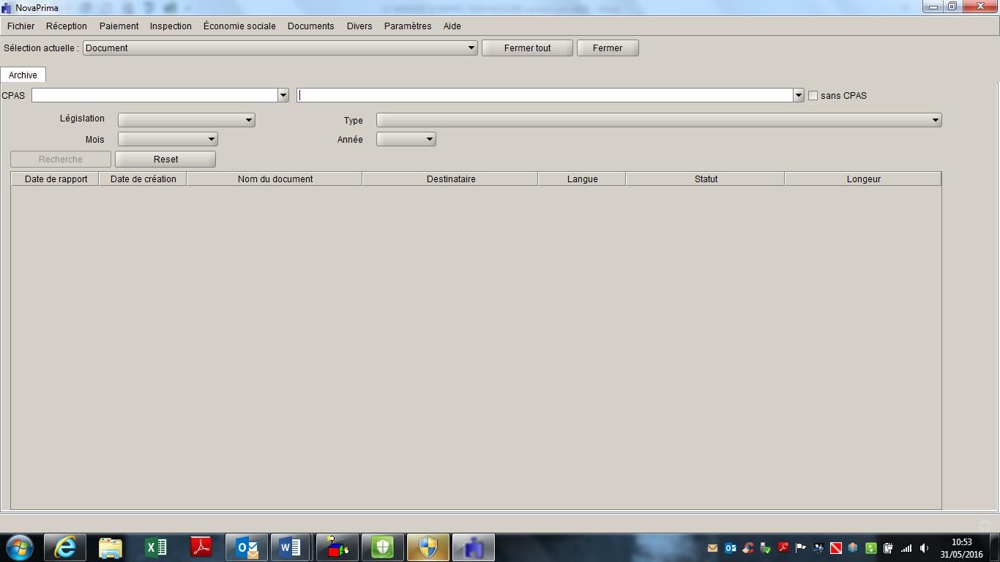 NovaPrima
Fichier Réception Paiement Inspection Économie sociale Documents Divers Paramètres Aide
Sélection actuelle : Document Fermer tout Fermer
Archive
CPAS sans CPAS
Législation Type
Mois Année
Recherche Reset
Date de rapport Date de création Nom du document Destinataire Langue Statut Longeur
10:53
31/05/2016